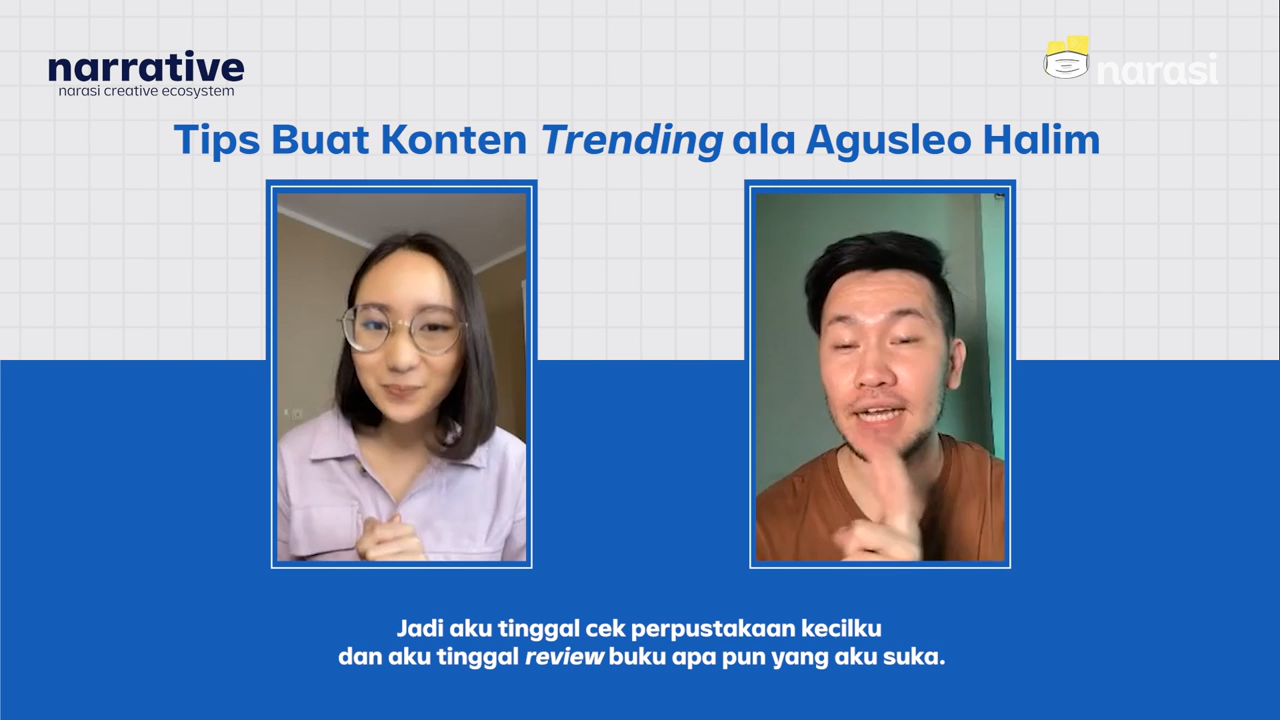 narrative
narasi creative ecosystem
narasi
Tips Buat Konten Trending ala Agusleo Halim
Jadi aku tinggal cek perpustakaan kecilku
dan aku tinggal review buku apa pun yang aku suka.